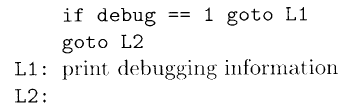 if debug == 1 goto L1
goto L2
L1: print debugging information
L2: